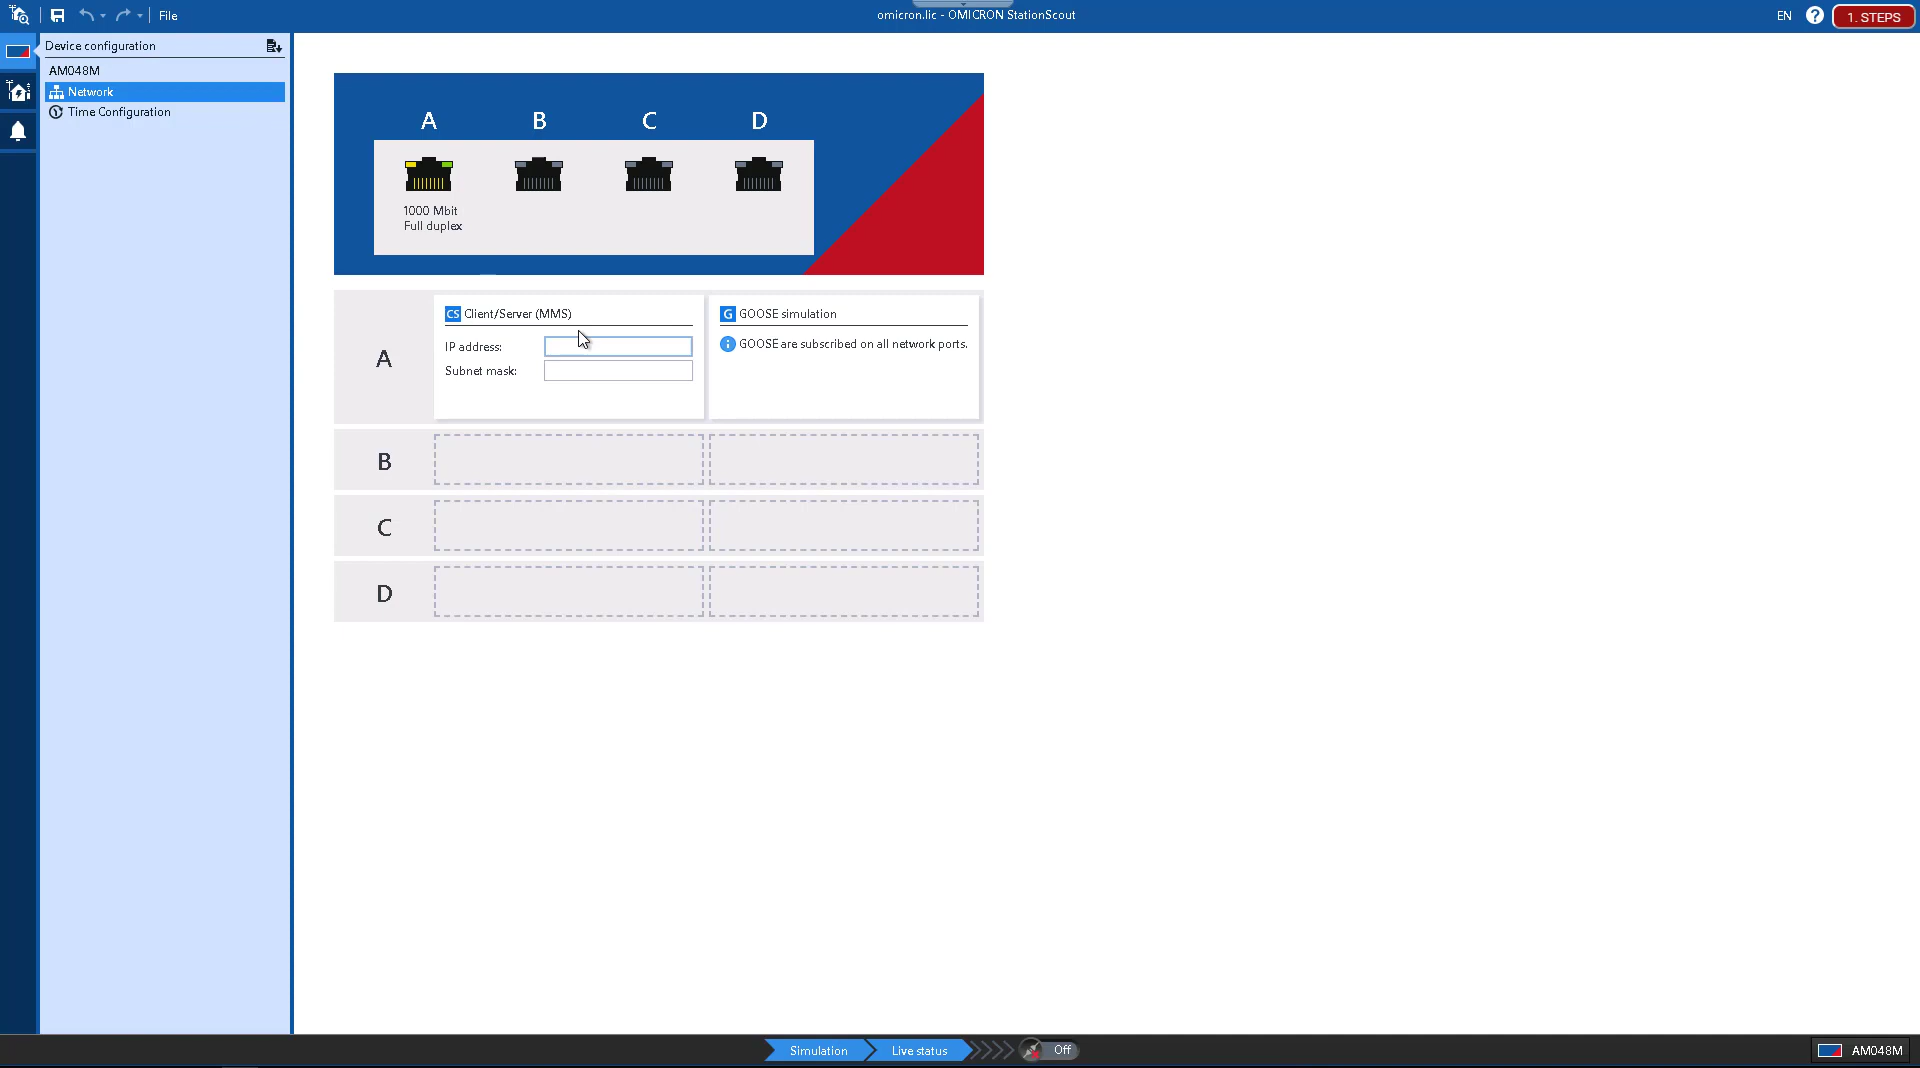 File
omicron.lic - OMICRON StationScout
EN
?
1. STEPS
Device configuration
AM048M
Network
Time Configuration
A B C D
1000 Mbit
Full duplex
A
CS Client/Server (MMS)
IP address:
Subnet mask:
G GOOSE simulation
i GOOSE are subscribed on all network ports.
B
C
D
Simulation
Live status
Off
AM048M